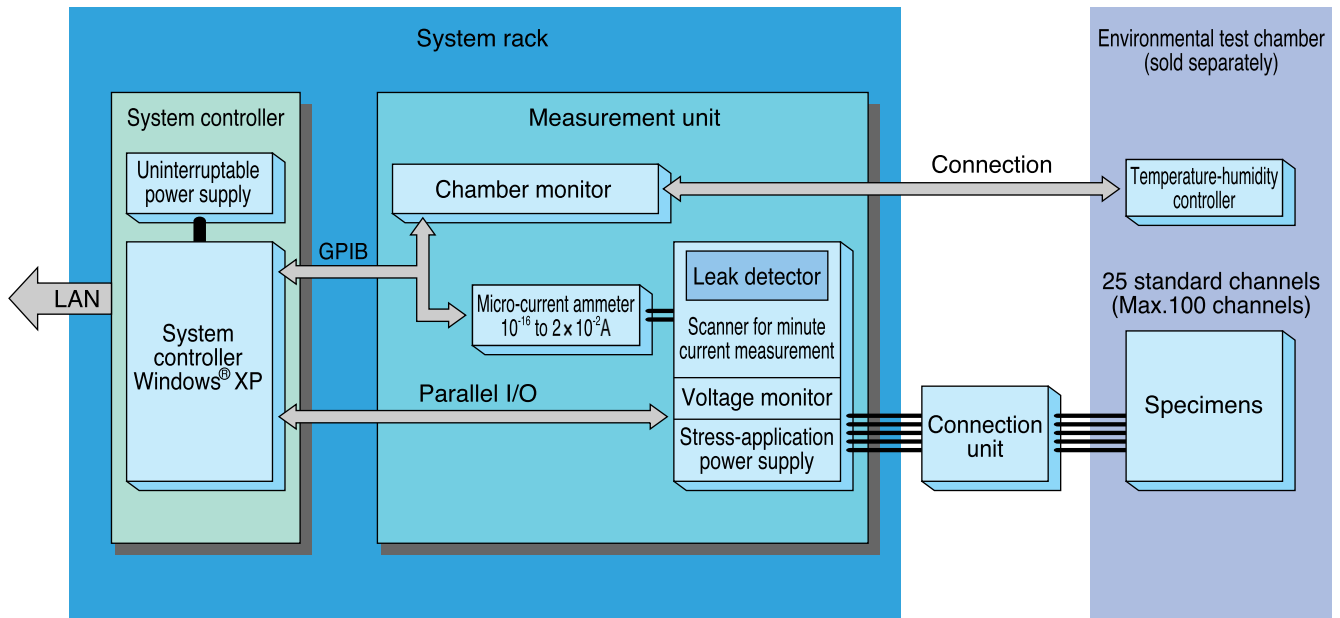 System rack
Environmental test chamber
(sold separately)
System controller
Measurement unit
Uninterruptable
power supply
Chamber monitor
Connection
Temperature-humidity
controller
GPIB
LAN
System
controller
Windows® XP
Micro-current ammeter
10⁻¹⁶ to 2 × 10⁻²A
Leak detector
Scanner for minute
current measurement
25 standard channels
(Max.100 channels)
Parallel I/O
Voltage monitor
Stress-application
power supply
Connection
unit
Specimens